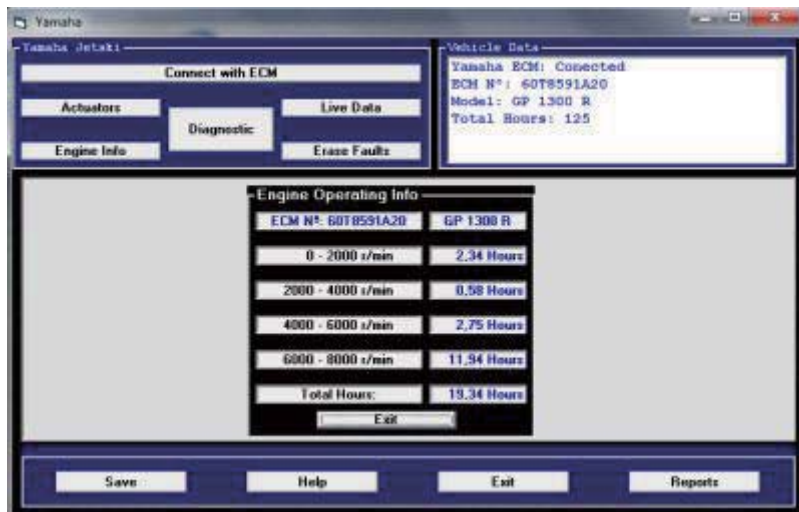 Yamaha
Yamaha Jetski
Connect with ECM
Actuators
Diagnostic
Live Data
Engine Info
Erase Faults
Vehicle Data
Yamaha ECM: Conected
ECM Nº: 60T8591A20
Model: GP 1300 R
Total Hours: 125
Engine Operating Info
ECM Nº: 60T8591A20 GP 1300 R
0 - 2000 r/min 2,34 Hours
2000 - 4000 r/min 0,58 Hours
4000 - 6000 r/min 2,75 Hours
6000 - 8000 r/min 11,94 Hours
Total Hours: 19,34 Hours
Exit
Save Help Exit Reports